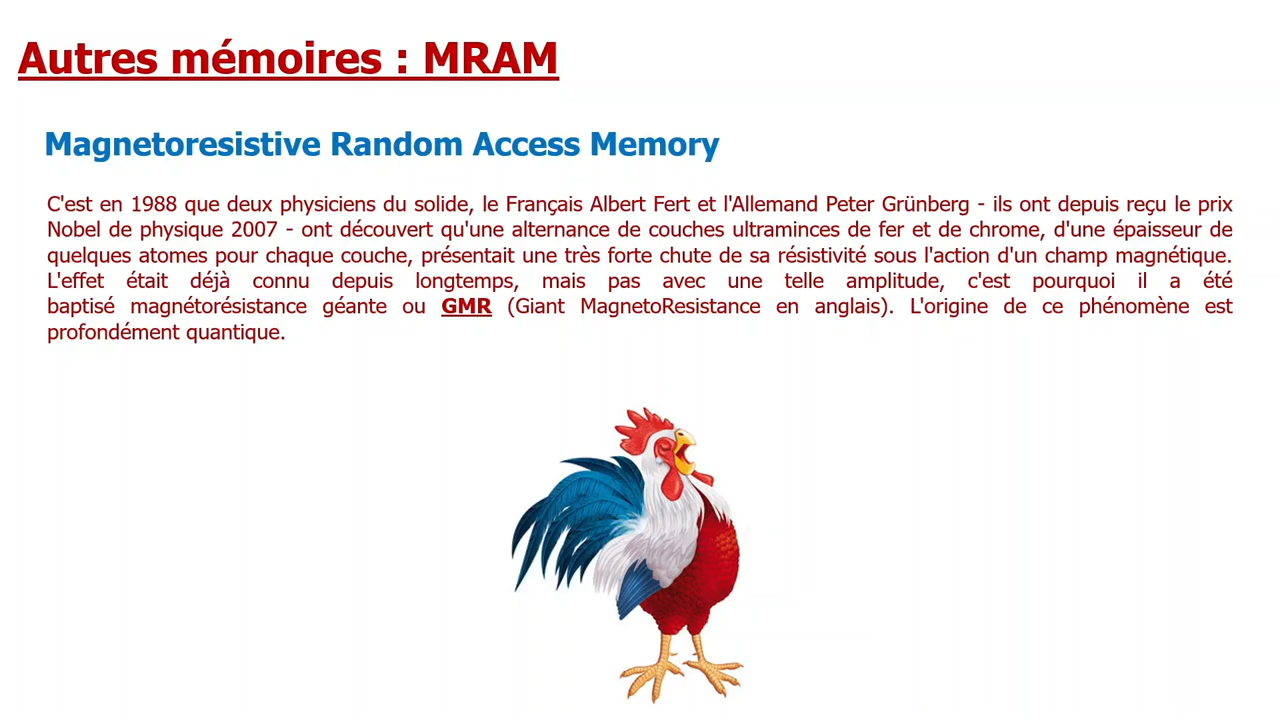 Autres mémoires : MRAM
Magnetoresistive Random Access Memory
C'est en 1988 que deux physiciens du solide, le Français Albert Fert et l'Allemand Peter Grünberg - ils ont depuis reçu le prix
Nobel de physique 2007 - ont découvert qu'une alternance de couches ultraminces de fer et de chrome, d'une épaisseur de
quelques atomes pour chaque couche, présentait une très forte chute de sa résistivité sous l'action d'un champ magnétique.
L'effet était déjà connu depuis longtemps, mais pas avec une telle amplitude, c'est pourquoi il a été
baptisé magnétorésistance géante ou GMR (Giant MagnetoResistance en anglais). L'origine de ce phénomène est
profondément quantique.